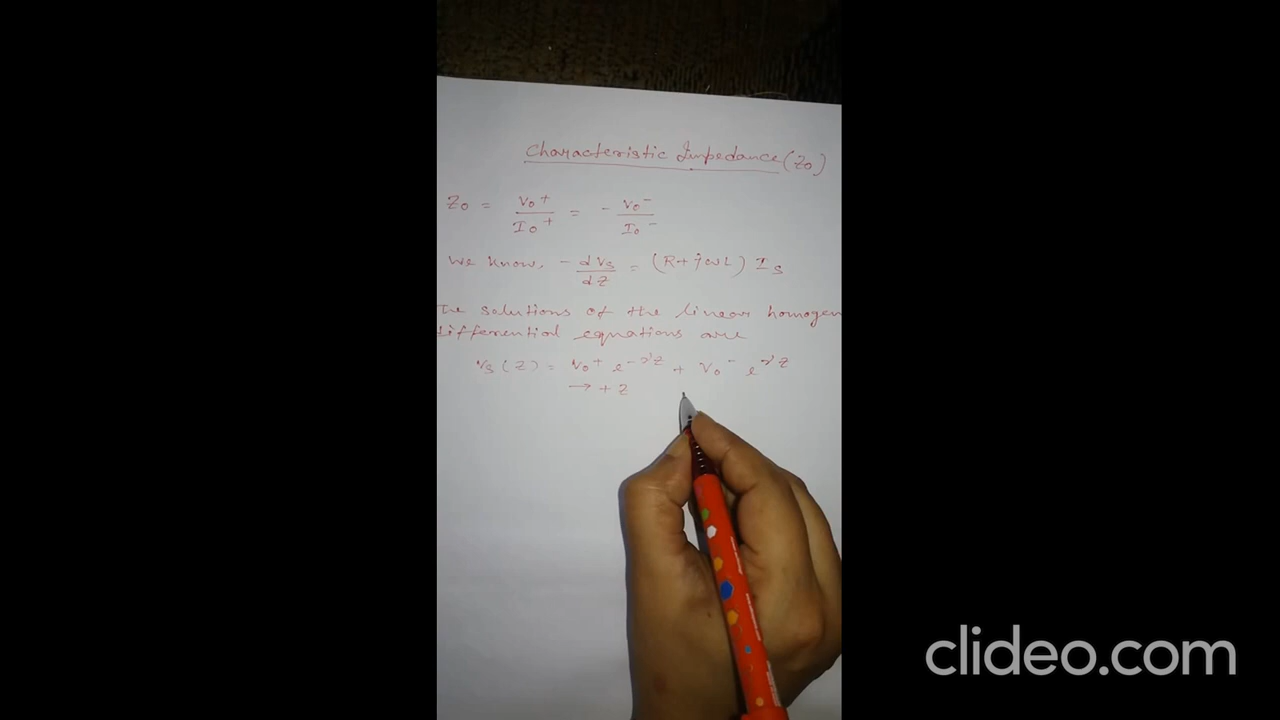 Characteristic Impedance (Z0)
Z0 = V0+ / I0+ = - V0- / I0-
We know, - dVs / dZ = (R + jωL) Is
The solutions of the linear homogen
differential equations are
Vs(Z) = V0+ e-γZ + V0- eγZ
→ + Z
clideo.com